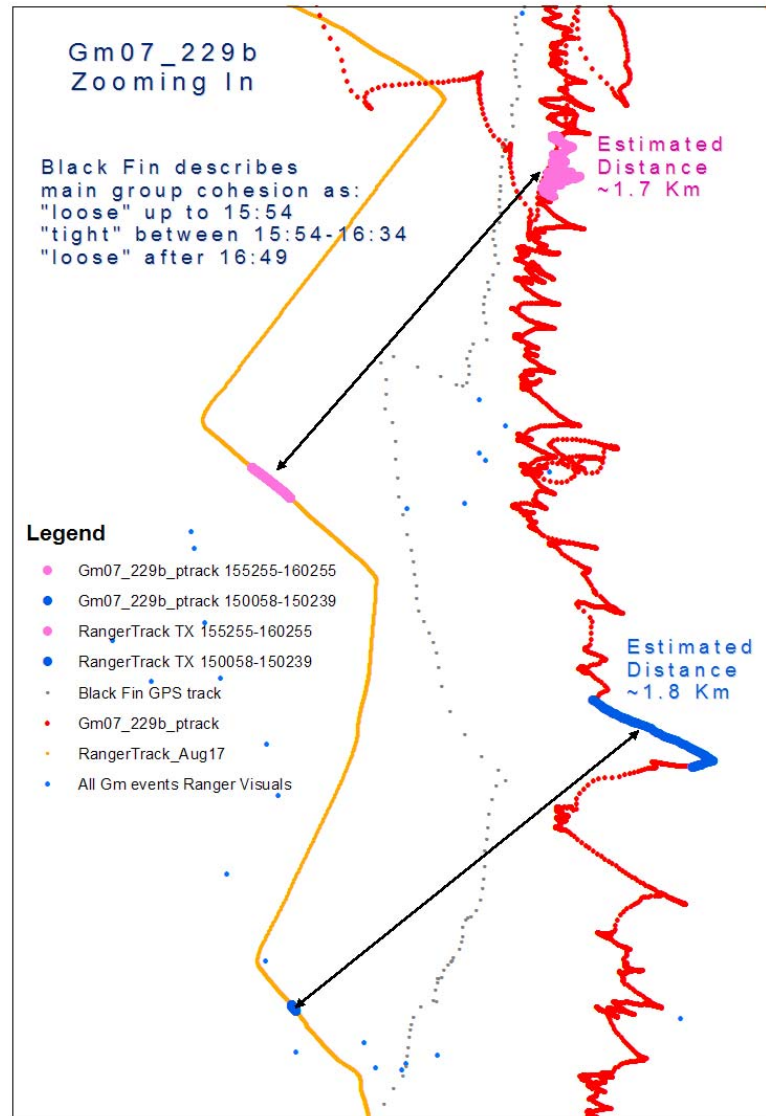 Gm07_229b
Zooming In
Black Fin describes
main group cohesion as:
"loose" up to 15:54
"tight" between 15:54-16:34
"loose" after 16:49
Estimated
Distance
~1.7 Km
Legend
Gm07_229b_ptrack 155255-160255
Gm07_229b_ptrack 150058-150239
RangerTrack TX 155255-160255
RangerTrack TX 150058-150239
Black Fin GPS track
Gm07_229b_ptrack
RangerTrack_Aug17
All Gm events Ranger Visuals
Estimated
Distance
~1.8 Km